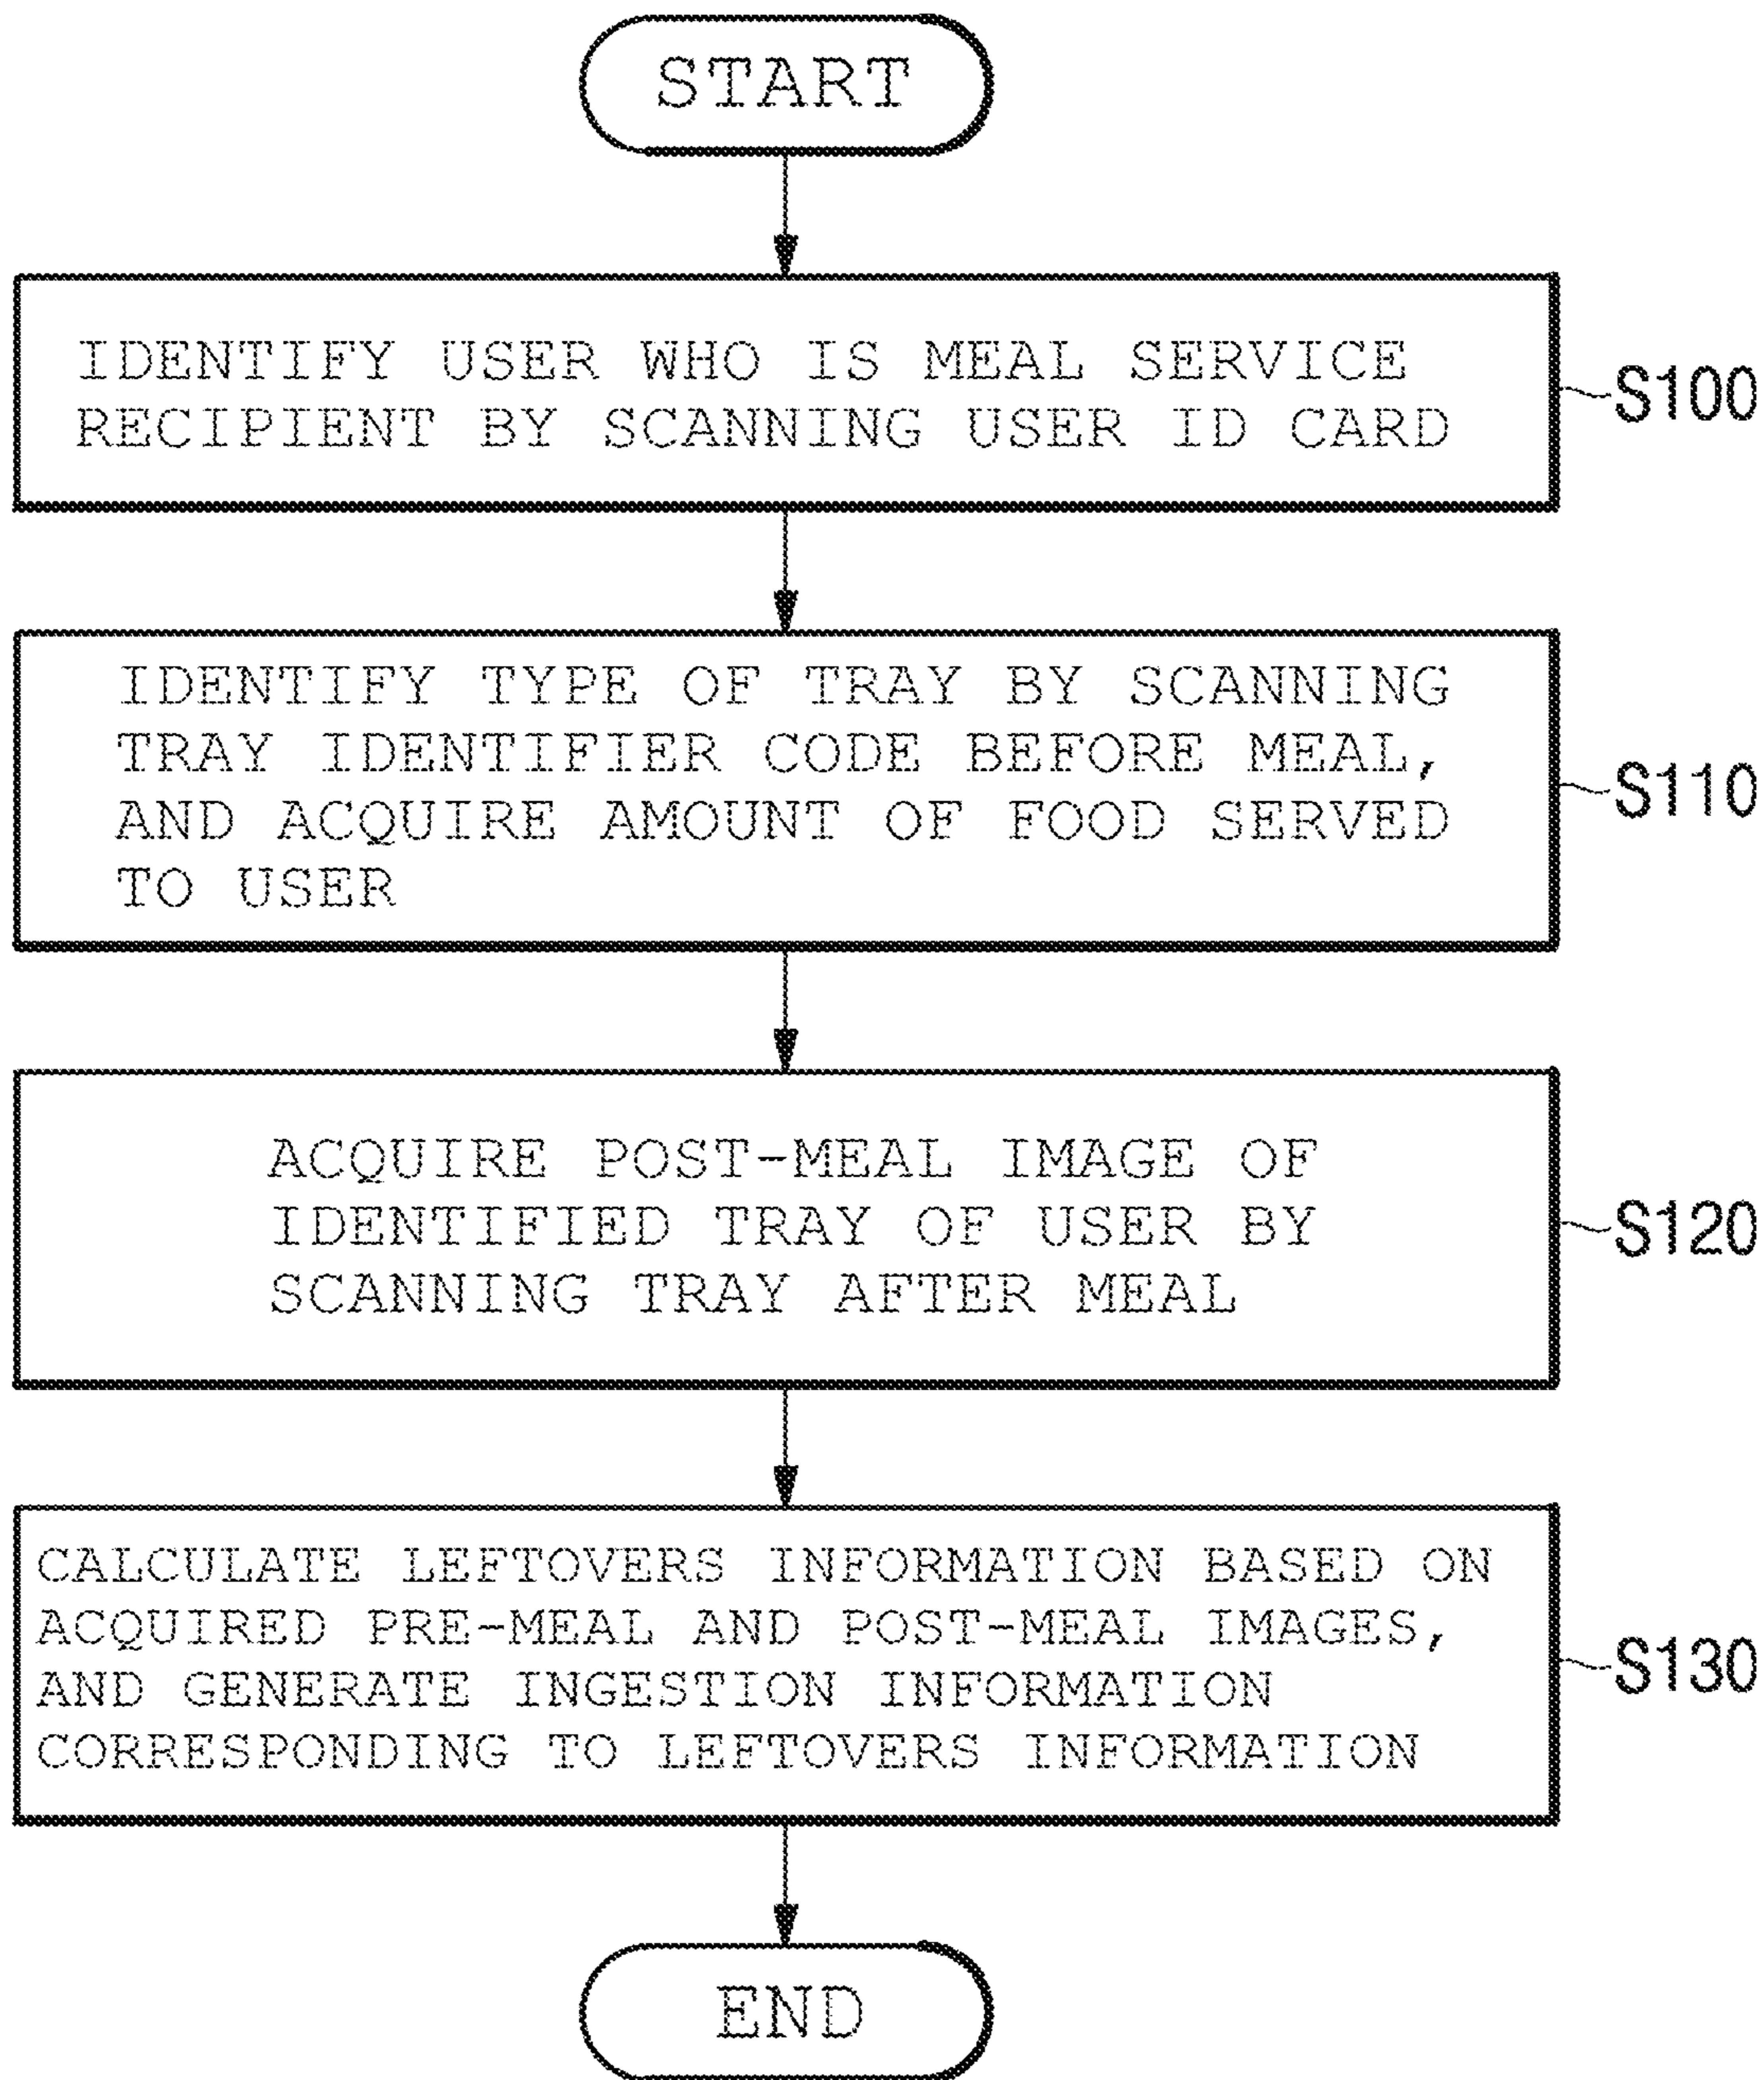 START
IDENTIFY USER WHO IS MEAL SERVICE
RECIPIENT BY SCANNING USER ID CARD
S100
IDENTIFY TYPE OF TRAY BY SCANNING
TRAY IDENTIFIER CODE BEFORE MEAL,
AND ACQUIRE AMOUNT OF FOOD SERVED
TO USER
S110
ACQUIRE POST-MEAL IMAGE OF
IDENTIFIED TRAY OF USER BY
SCANNING TRAY AFTER MEAL
S120
CALCULATE LEFTOVERS INFORMATION BASED ON
ACQUIRED PRE-MEAL AND POST-MEAL IMAGES,
AND GENERATE INGESTION INFORMATION
CORRESPONDING TO LEFTOVERS INFORMATION
S130
END